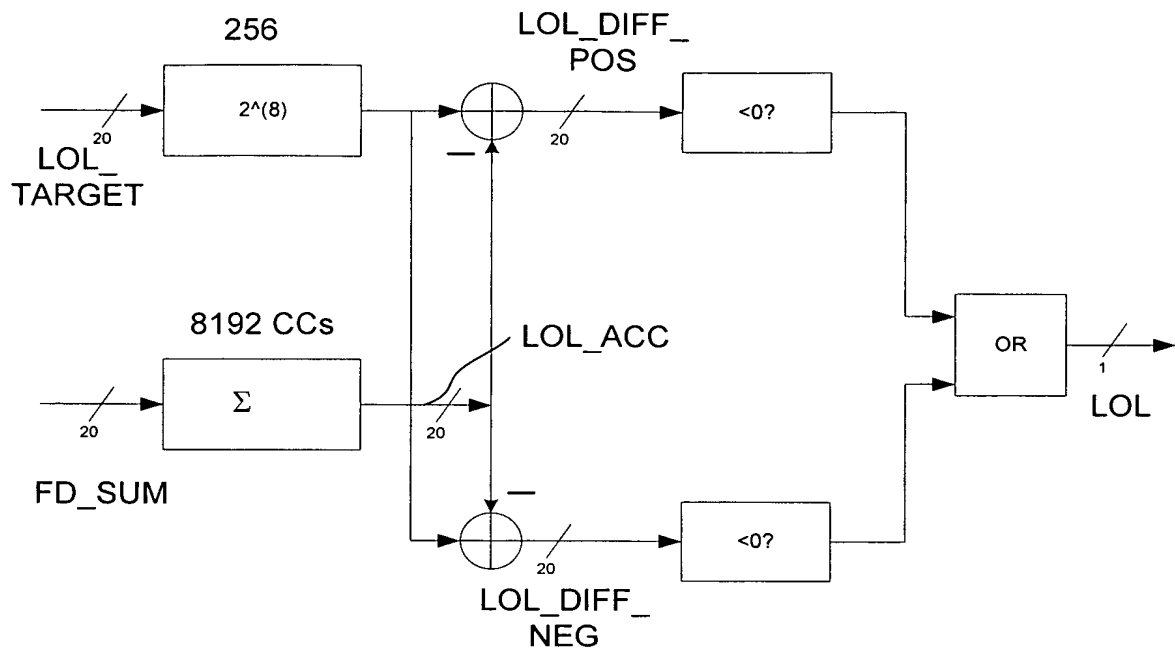 256
2^(8)
20
LOL_
TARGET
LOL_DIFF_
POS
20
<0?
8192 CCs
Σ
20
FD_SUM
LOL_ACC
20
OR
1
LOL
<0?
20
LOL_DIFF_
NEG